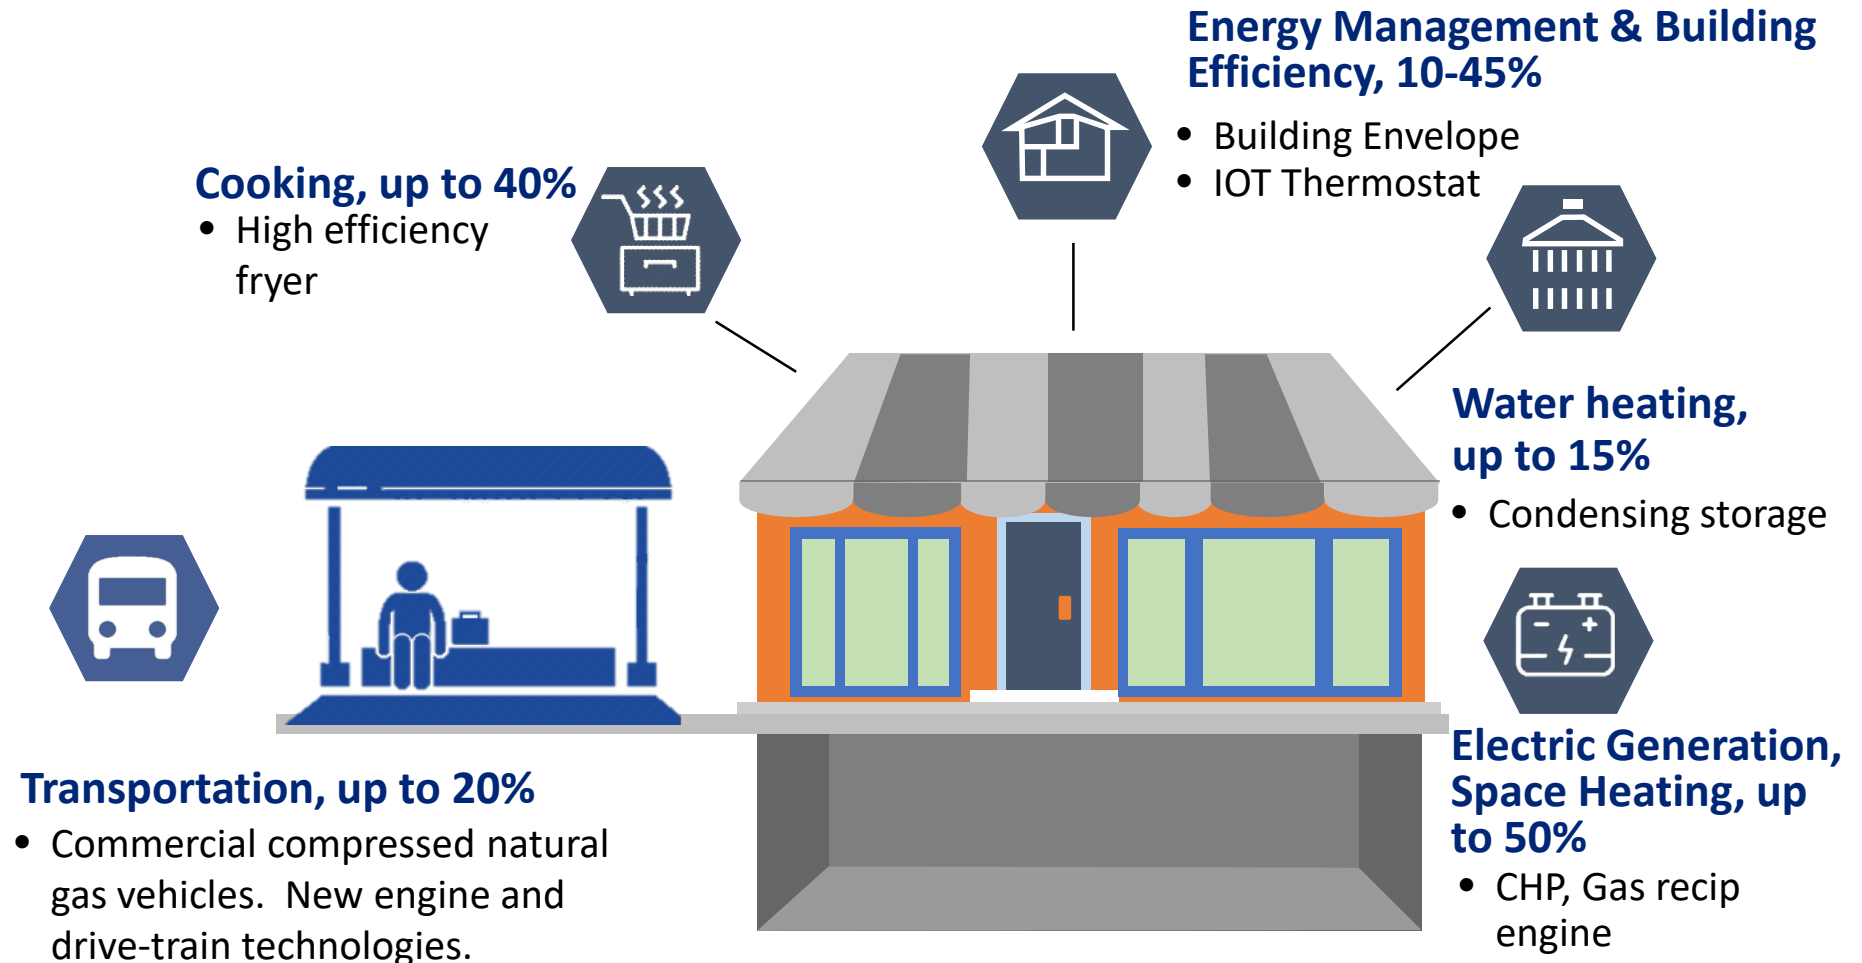 Energy Management & Building
Efficiency, 10-45%
• Building Envelope
• IOT Thermostat
Cooking, up to 40%
• High efficiency
fryer
Water heating,
up to 15%
• Condensing storage
Electric Generation,
Space Heating, up
to 50%
• CHP, Gas recip
engine
Transportation, up to 20%
• Commercial compressed natural
gas vehicles.  New engine and
drive-train technologies.